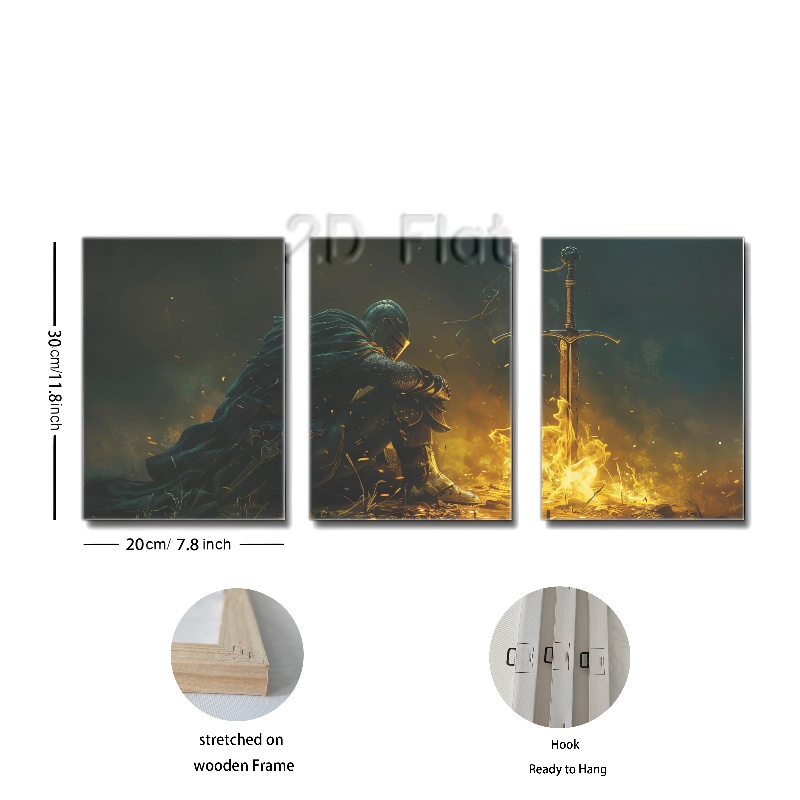 2D Flat
30cm/11.8inch
20cm/ 7.8 inch
stretched on
wooden Frame
Hook
Ready to Hang